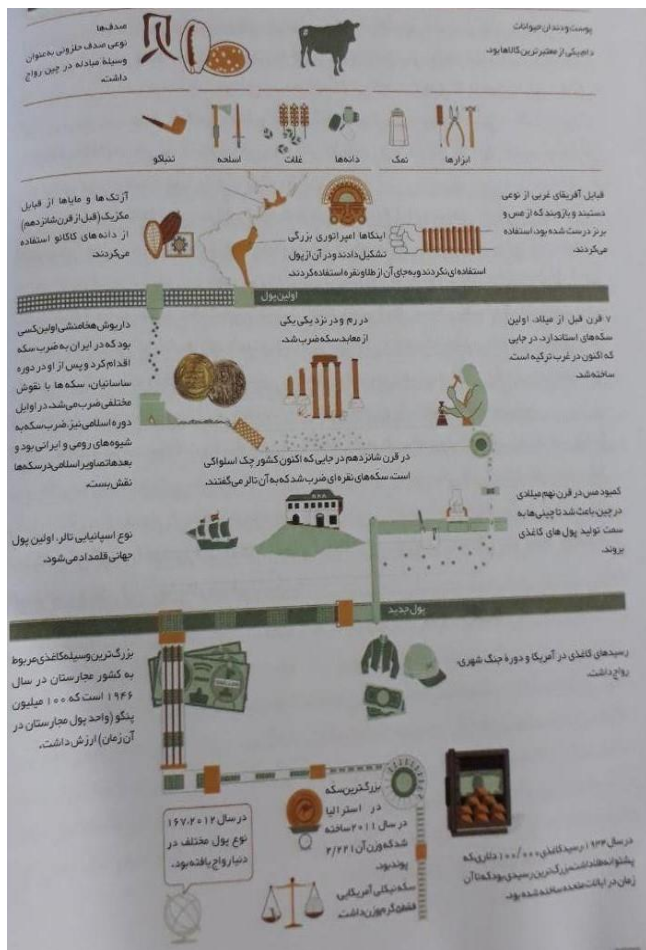 پوست و دندان حیوانات
دام یکی از معتبرترین کالاها بود.
صدف‌ها
نوعی صدف حلزونی به‌عنوان
وسیلهٔ مبادله در چین رواج
داشت.
ابزارها
نمک
دانه‌ها
غلات
اسلحه
تنباکو
قبایل آفریقای غربی از نوعی
دستبند و بازوبند که از مس و
برنز درست شده بود، استفاده
می‌کردند.
اینکاها امپراتوری بزرگی
تشکیل دادند و در آن از پول
استفاده‌ای نکردند و به جای آن از طلا و نقره استفاده کردند.
آزتک‌ها و مایاها از قبایل
مکزیک (قبل از قرن شانزدهم)
از دانه‌های کاکائو استفاده
می‌کردند.
اولین پول
۷ قرن قبل از میلاد، اولین
سکه‌های استاندارد، در جایی
که اکنون در غرب ترکیه است،
ساخته شد.
در رم و در نزدیکی یکی
از معابد، سکه ضرب شد.
داریوش هخامنشی اولین کسی
بود که در ایران به ضرب سکه
اقدام کرد و پس از او در دوره
ساسانیان، سکه‌ها با نقوش
مختلفی ضرب می‌شد. در اوایل
دوره اسلامی نیز، ضرب سکه به
شیوه‌های رومی و ایرانی بود و
بعدها تصاویر اسلامی در سکه‌ها
نقش بست.
در قرن شانزدهم در جایی که اکنون کشور چک اسلواکی
است، سکه‌های نقره‌ای ضرب شد که به آن تالر می‌گفتند.
کمبود مس در قرن نهم میلادی
در چین، باعث شد تا چینی‌ها به
سمت تولید پول‌های کاغذی
بروند.
نوع اسپانیایی تالر، اولین پول
جهانی قلمداد می‌شود.
پول جدید
رسیدهای کاغذی در آمریکا و دورهٔ جنگ شهری،
رواج داشت.
بزرگ‌ترین وسیله کاغذی مربوط
به کشور مجارستان در سال
۱۹۴۶ است که ۱۰۰ میلیون
پنگو (واحد پول مجارستان در
آن زمان) ارزش داشت.
بزرگ‌ترین سکه
در استرالیا
در سال ۲۰۱۱ ساخته
شد که وزن آن ۲/۲۲۱
پوند بود.
سکه نیکلی آمریکایی
گرم وزن داشت.
در سال ۲۰۱۲، ۱۶۷
نوع پول مختلف در
دنیا رواج یافته بود.
در سال ۱۹۳۴ رسید کاغذی ۱۰۰/۰۰۰ دلاری که
پشتوانه طلا داشت، بزرگ‌ترین رسیدی بود که تا آن
زمان در ایالات متحده ساخته شده بود.